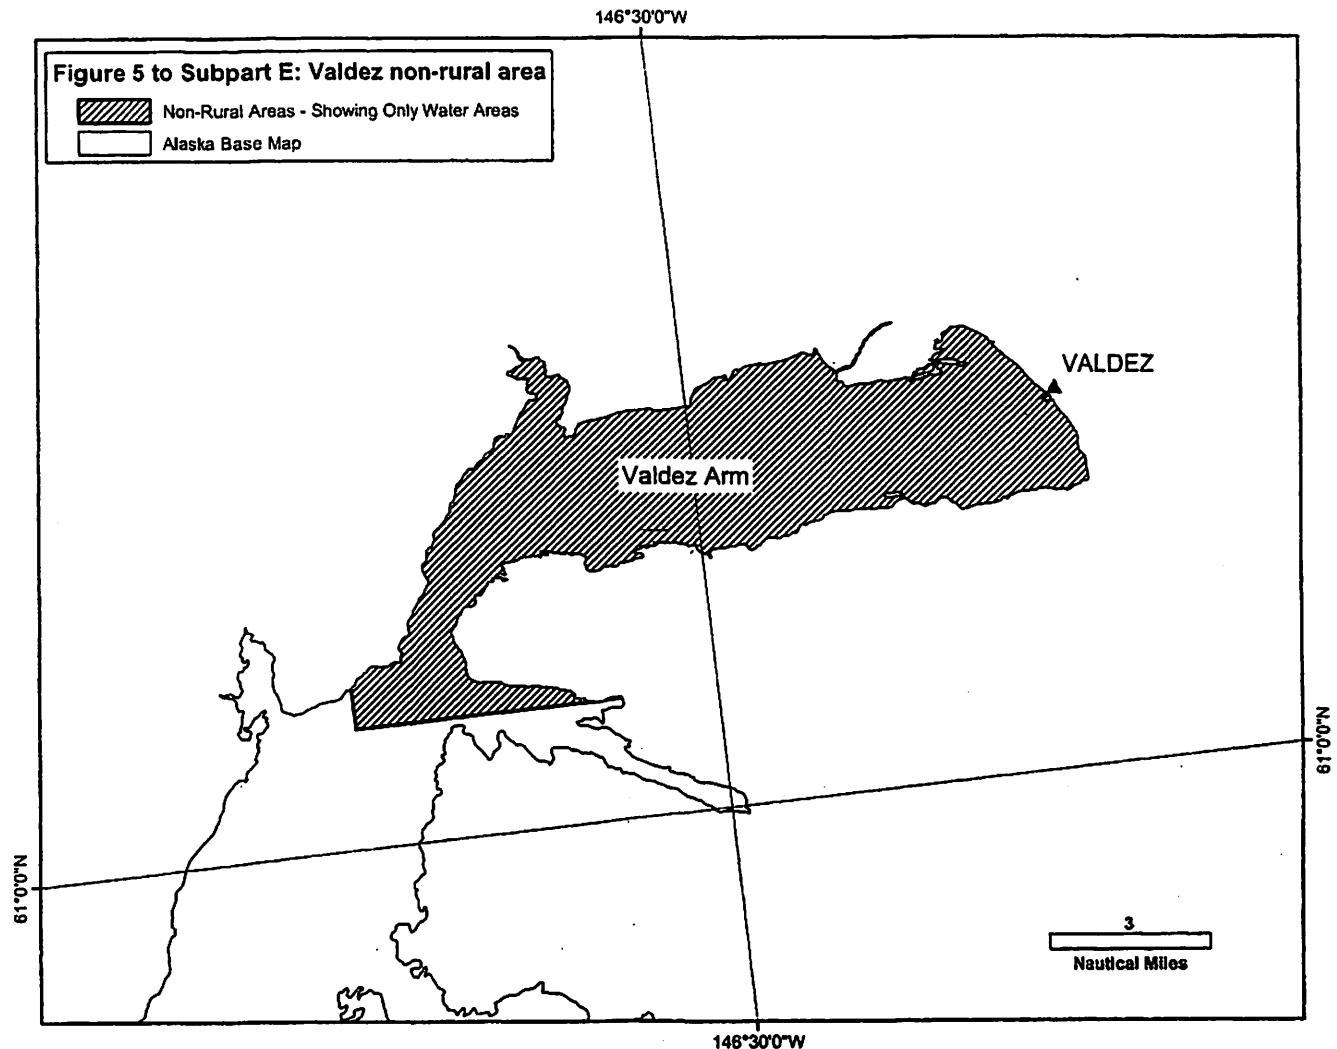 146°30'0"W
Figure 5 to Subpart E: Valdez non-rural area
Non-Rural Areas - Showing Only Water Areas
Alaska Base Map
VALDEZ
Valdez Arm
61°0'0"N
61°0'0"N
3
Nautical Miles
146°30'0"W